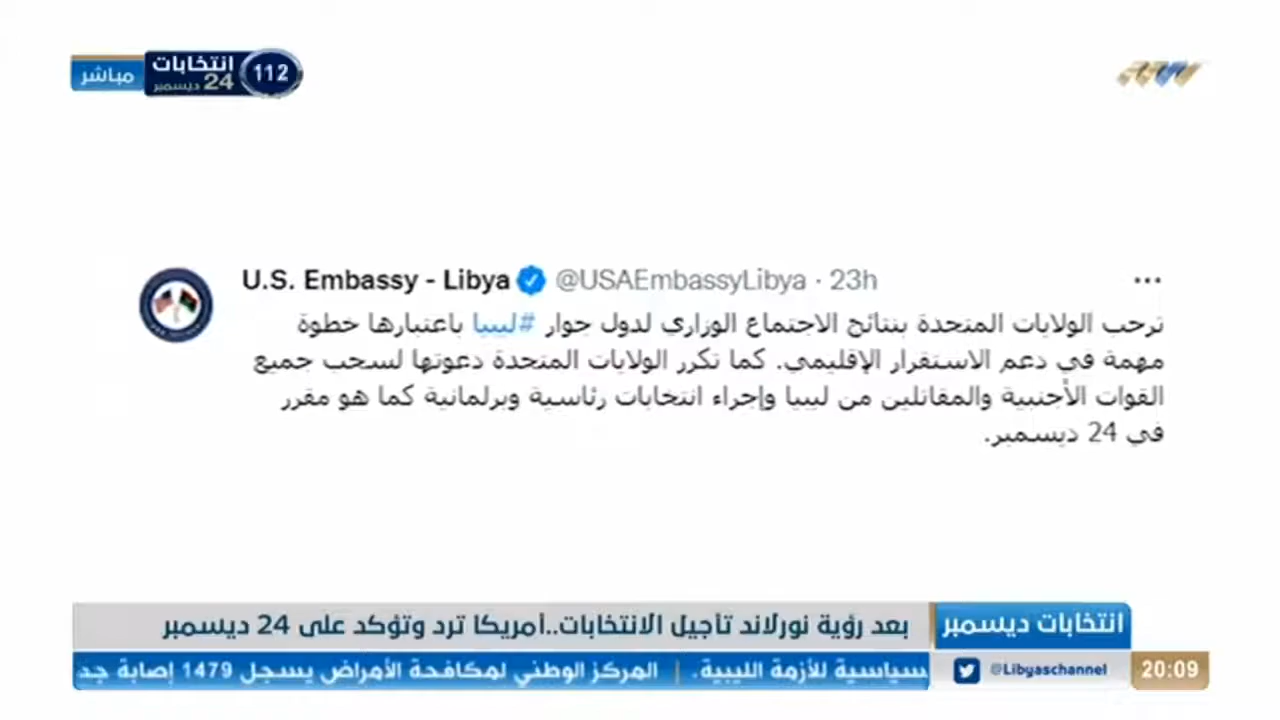 مباشر
انتخابات
24 ديسمبر
112
U.S. Embassy - Libya @USAEmbassyLibya · 23h
ترحب الولايات المتحدة بنتائج الاجتماع الوزاري لدول جوار #ليبيا باعتبارها خطوة
مهمة في دعم الاستقرار الإقليمي. كما تكرر الولايات المتحدة دعوتها لسحب جميع
القوات الأجنبية والمقاتلين من ليبيا وإجراء انتخابات رئاسية وبرلمانية كما هو مقرر
في 24 ديسمبر.
انتخابات ديسمبر
بعد رؤية نورلاند تأجيل الانتخابات..أمريكا ترد وتؤكد على 24 ديسمبر
20:09
@Libyaschannel
سياسية للأزمة الليبية. | المركز الوطني لمكافحة الأمراض يسجل 1479 إصابة جد